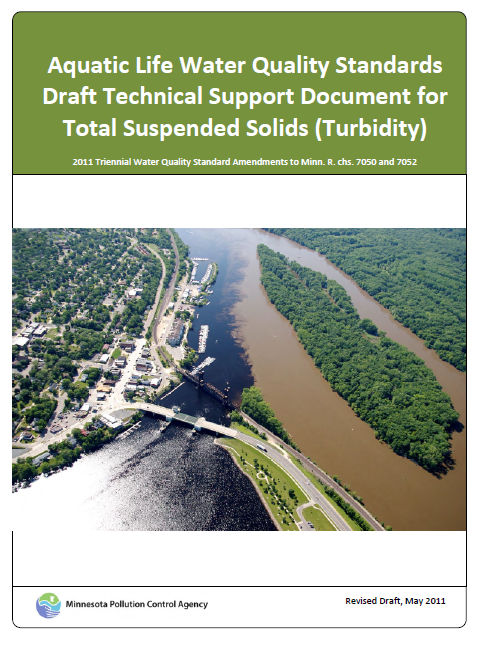 Aquatic Life Water Quality Standards
Draft Technical Support Document for
Total Suspended Solids (Turbidity)
2011 Triennial Water Quality Standard Amendments to Minn. R. chs. 7050 and 7052
Minnesota Pollution Control Agency
Revised Draft, May 2011